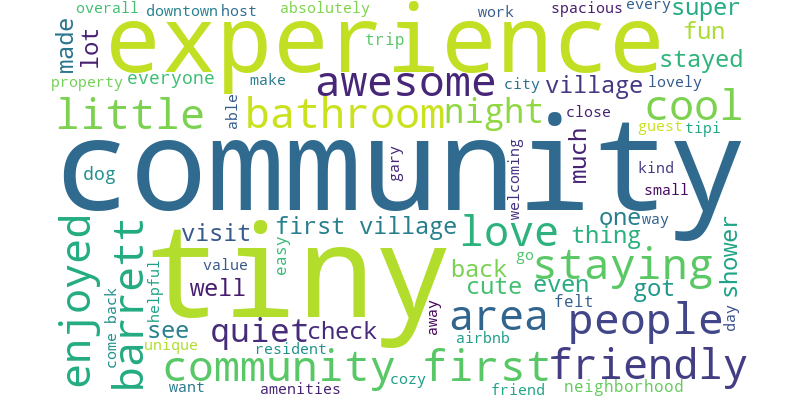 overall downtown host absolutely work spacious every super
made lot experience trip fun
stayed
property everyone make awesome city village lovely
little able bathroom night close cool
guest tipi
community
dog gary welcoming much kind
small
enjoyed barrett visit first village love one way
thing shower
tiny easy back go staying
value well cute even got
helpful felt
come back see quiet check away area people day
unique resident airbnb
community first friendly
want amenities cozy friend neighborhood